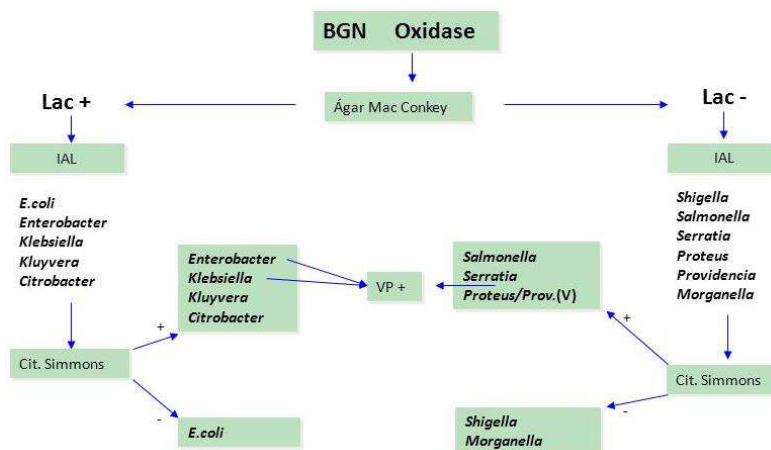 BGN Oxidase
Lac +
Ágar Mac Conkey
Lac -
IAL
IAL
E.coli
Enterobacter
Klebsiella
Kluyvera
Citrobacter
Enterobacter
Klebsiella
Kluyvera
Citrobacter
VP +
Salmonella
Serratia
Proteus/Prov.(V)
Shigella
Salmonella
Serratia
Proteus
Providencia
Morganella
+
+
Cit. Simmons
Cit. Simmons
-
-
E.coli
Shigella
Morganella